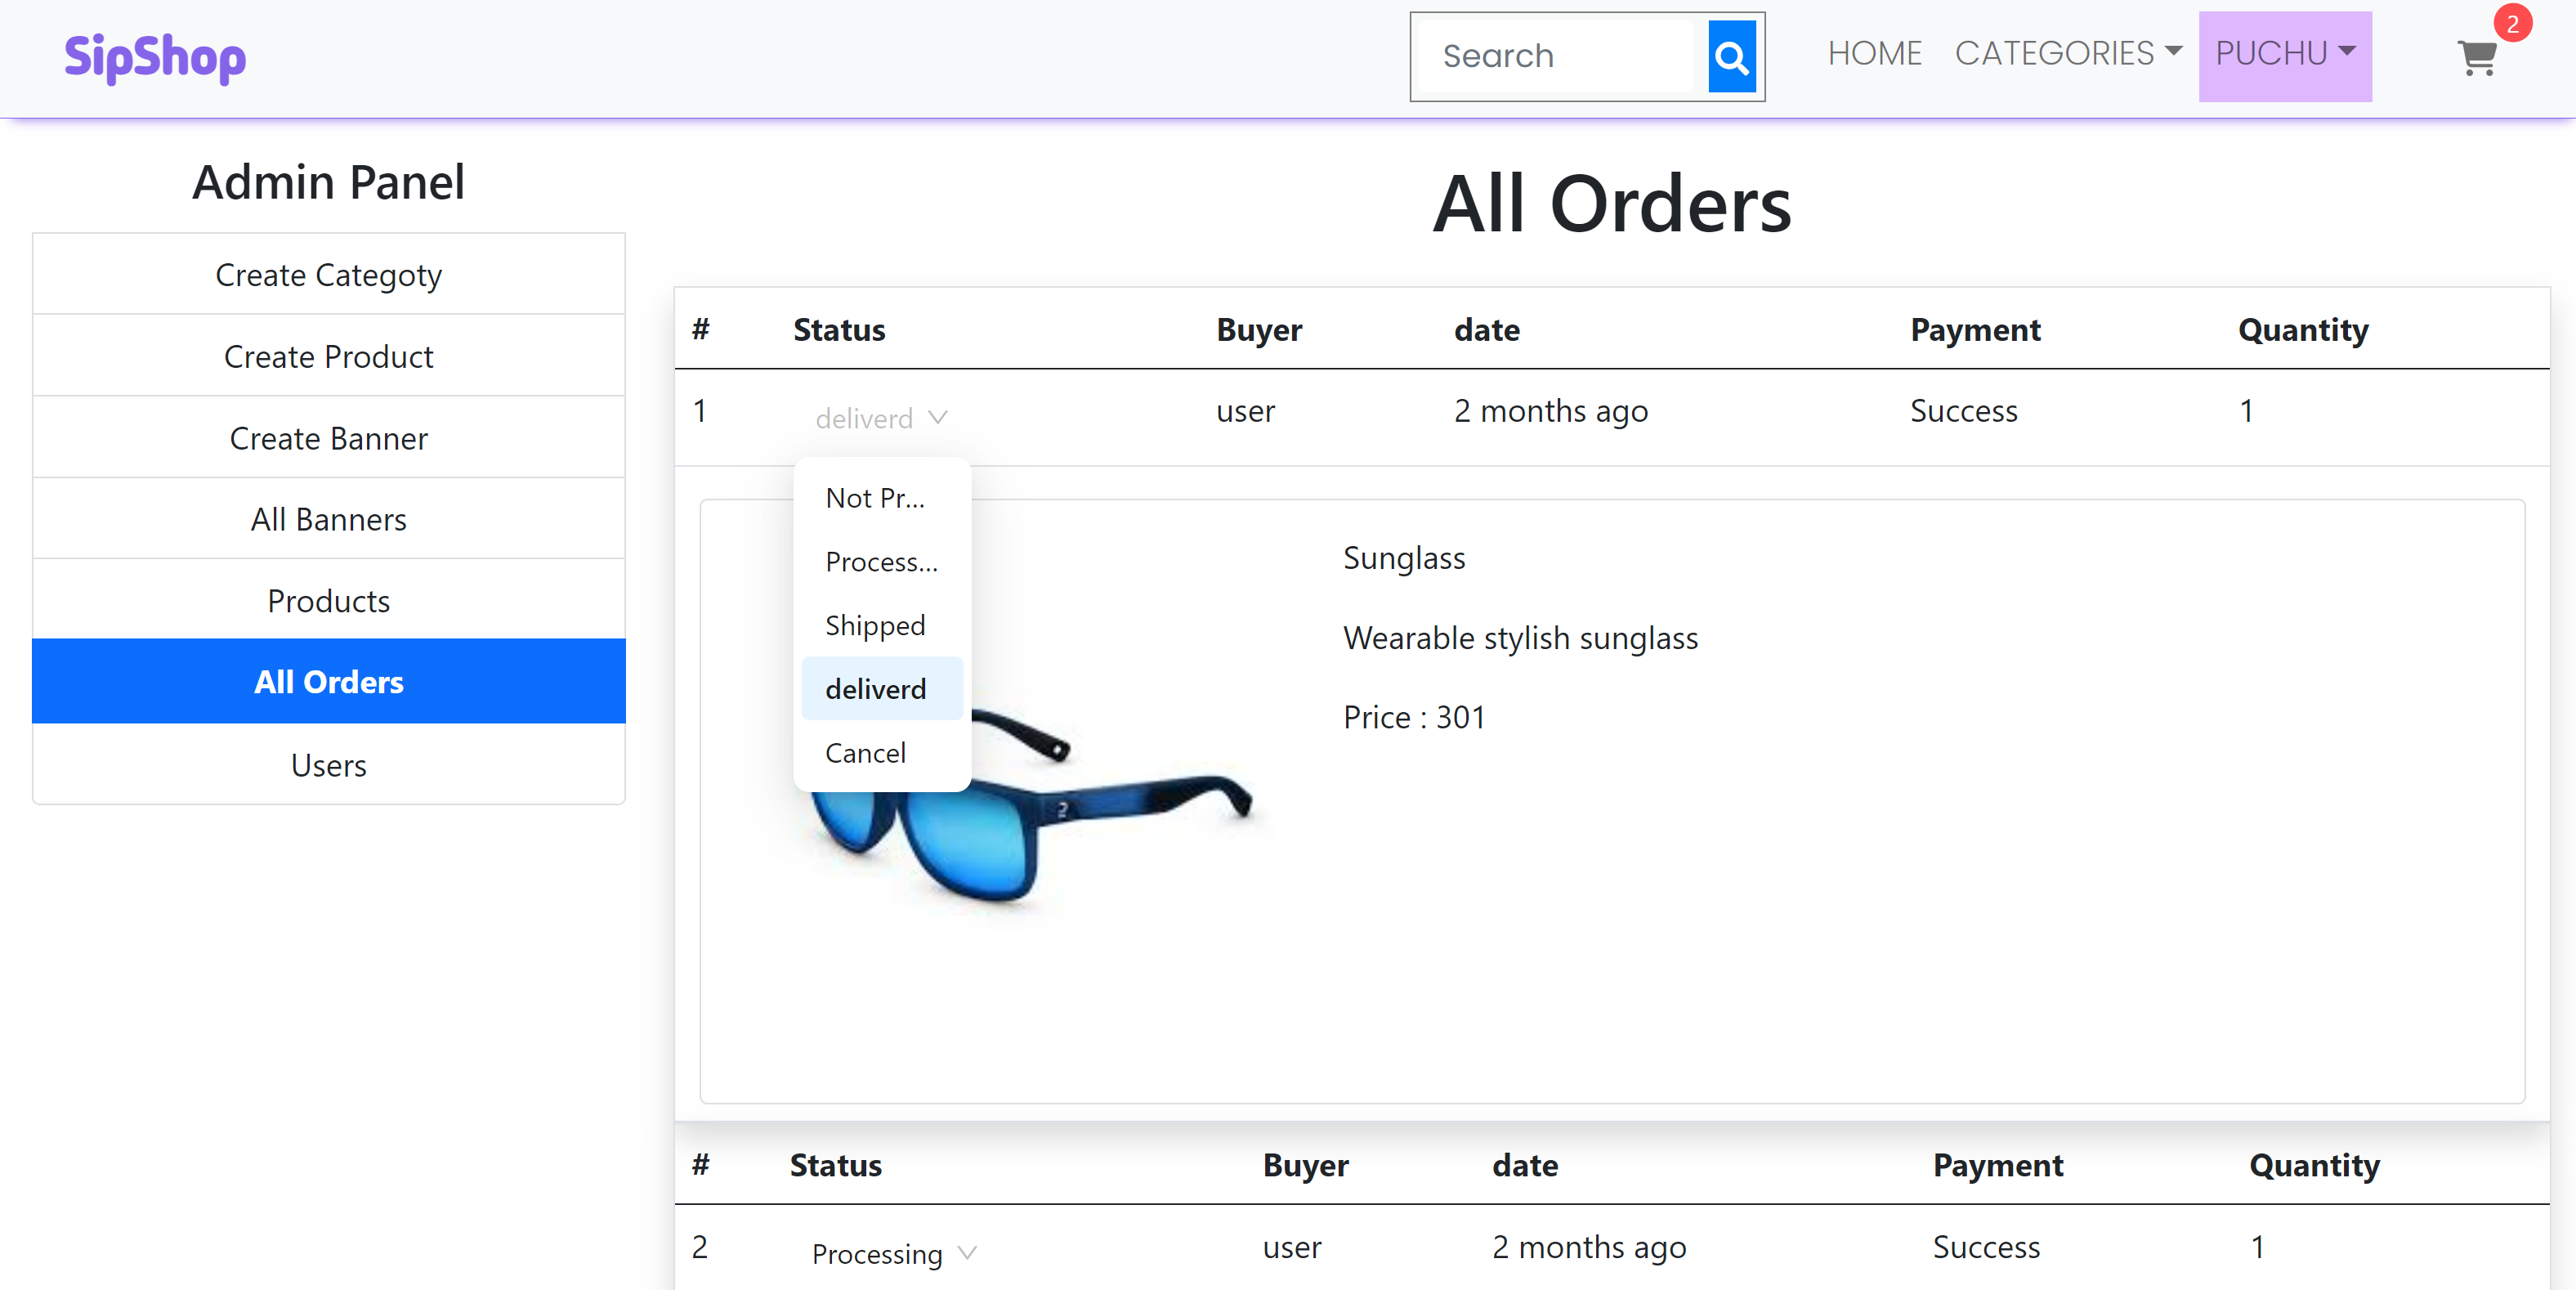 SipShop
Search
HOME CATEGORIES PUCHU
2
Admin Panel
Create Categoty
Create Product
Create Banner
All Banners
Products
All Orders
Users
All Orders
# Status Buyer date Payment Quantity
1 deliverd user 2 months ago Success 1
Not Pr...
Process...
Shipped
deliverd
Cancel
Sunglass
Wearable stylish sunglass
Price : 301
# Status Buyer date Payment Quantity
2 Processing user 2 months ago Success 1